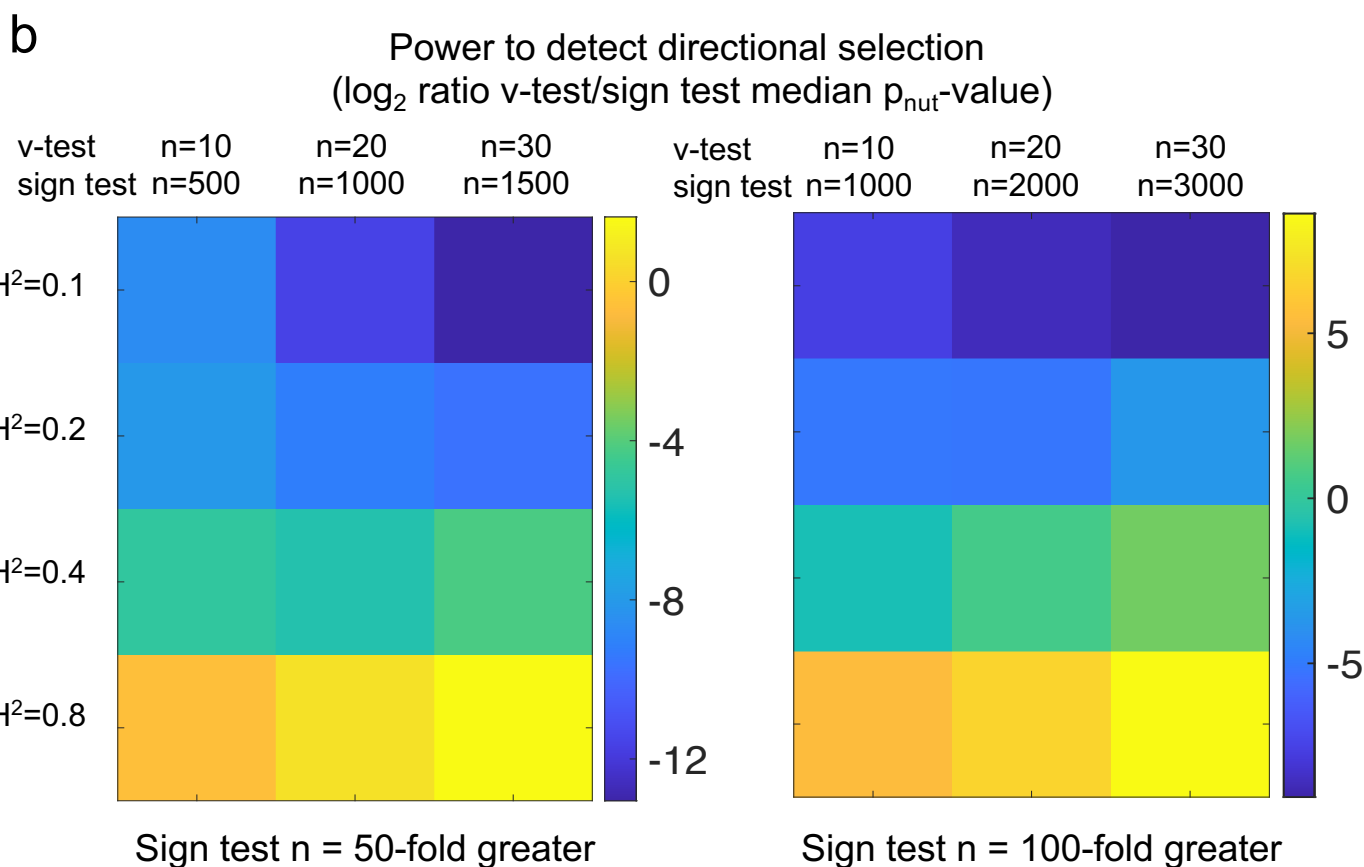 b
Power to detect directional selection
(log₂ ratio v-test/sign test median pₙᵤₜ-value)
v-test n=10 n=20 n=30
sign test n=500 n=1000 n=1500
v-test n=10 n=20 n=30
sign test n=1000 n=2000 n=3000
H²=0.1
H²=0.2
H²=0.4
H²=0.8
0
-4
-8
-12
5
0
-5
Sign test n = 50-fold greater
Sign test n = 100-fold greater